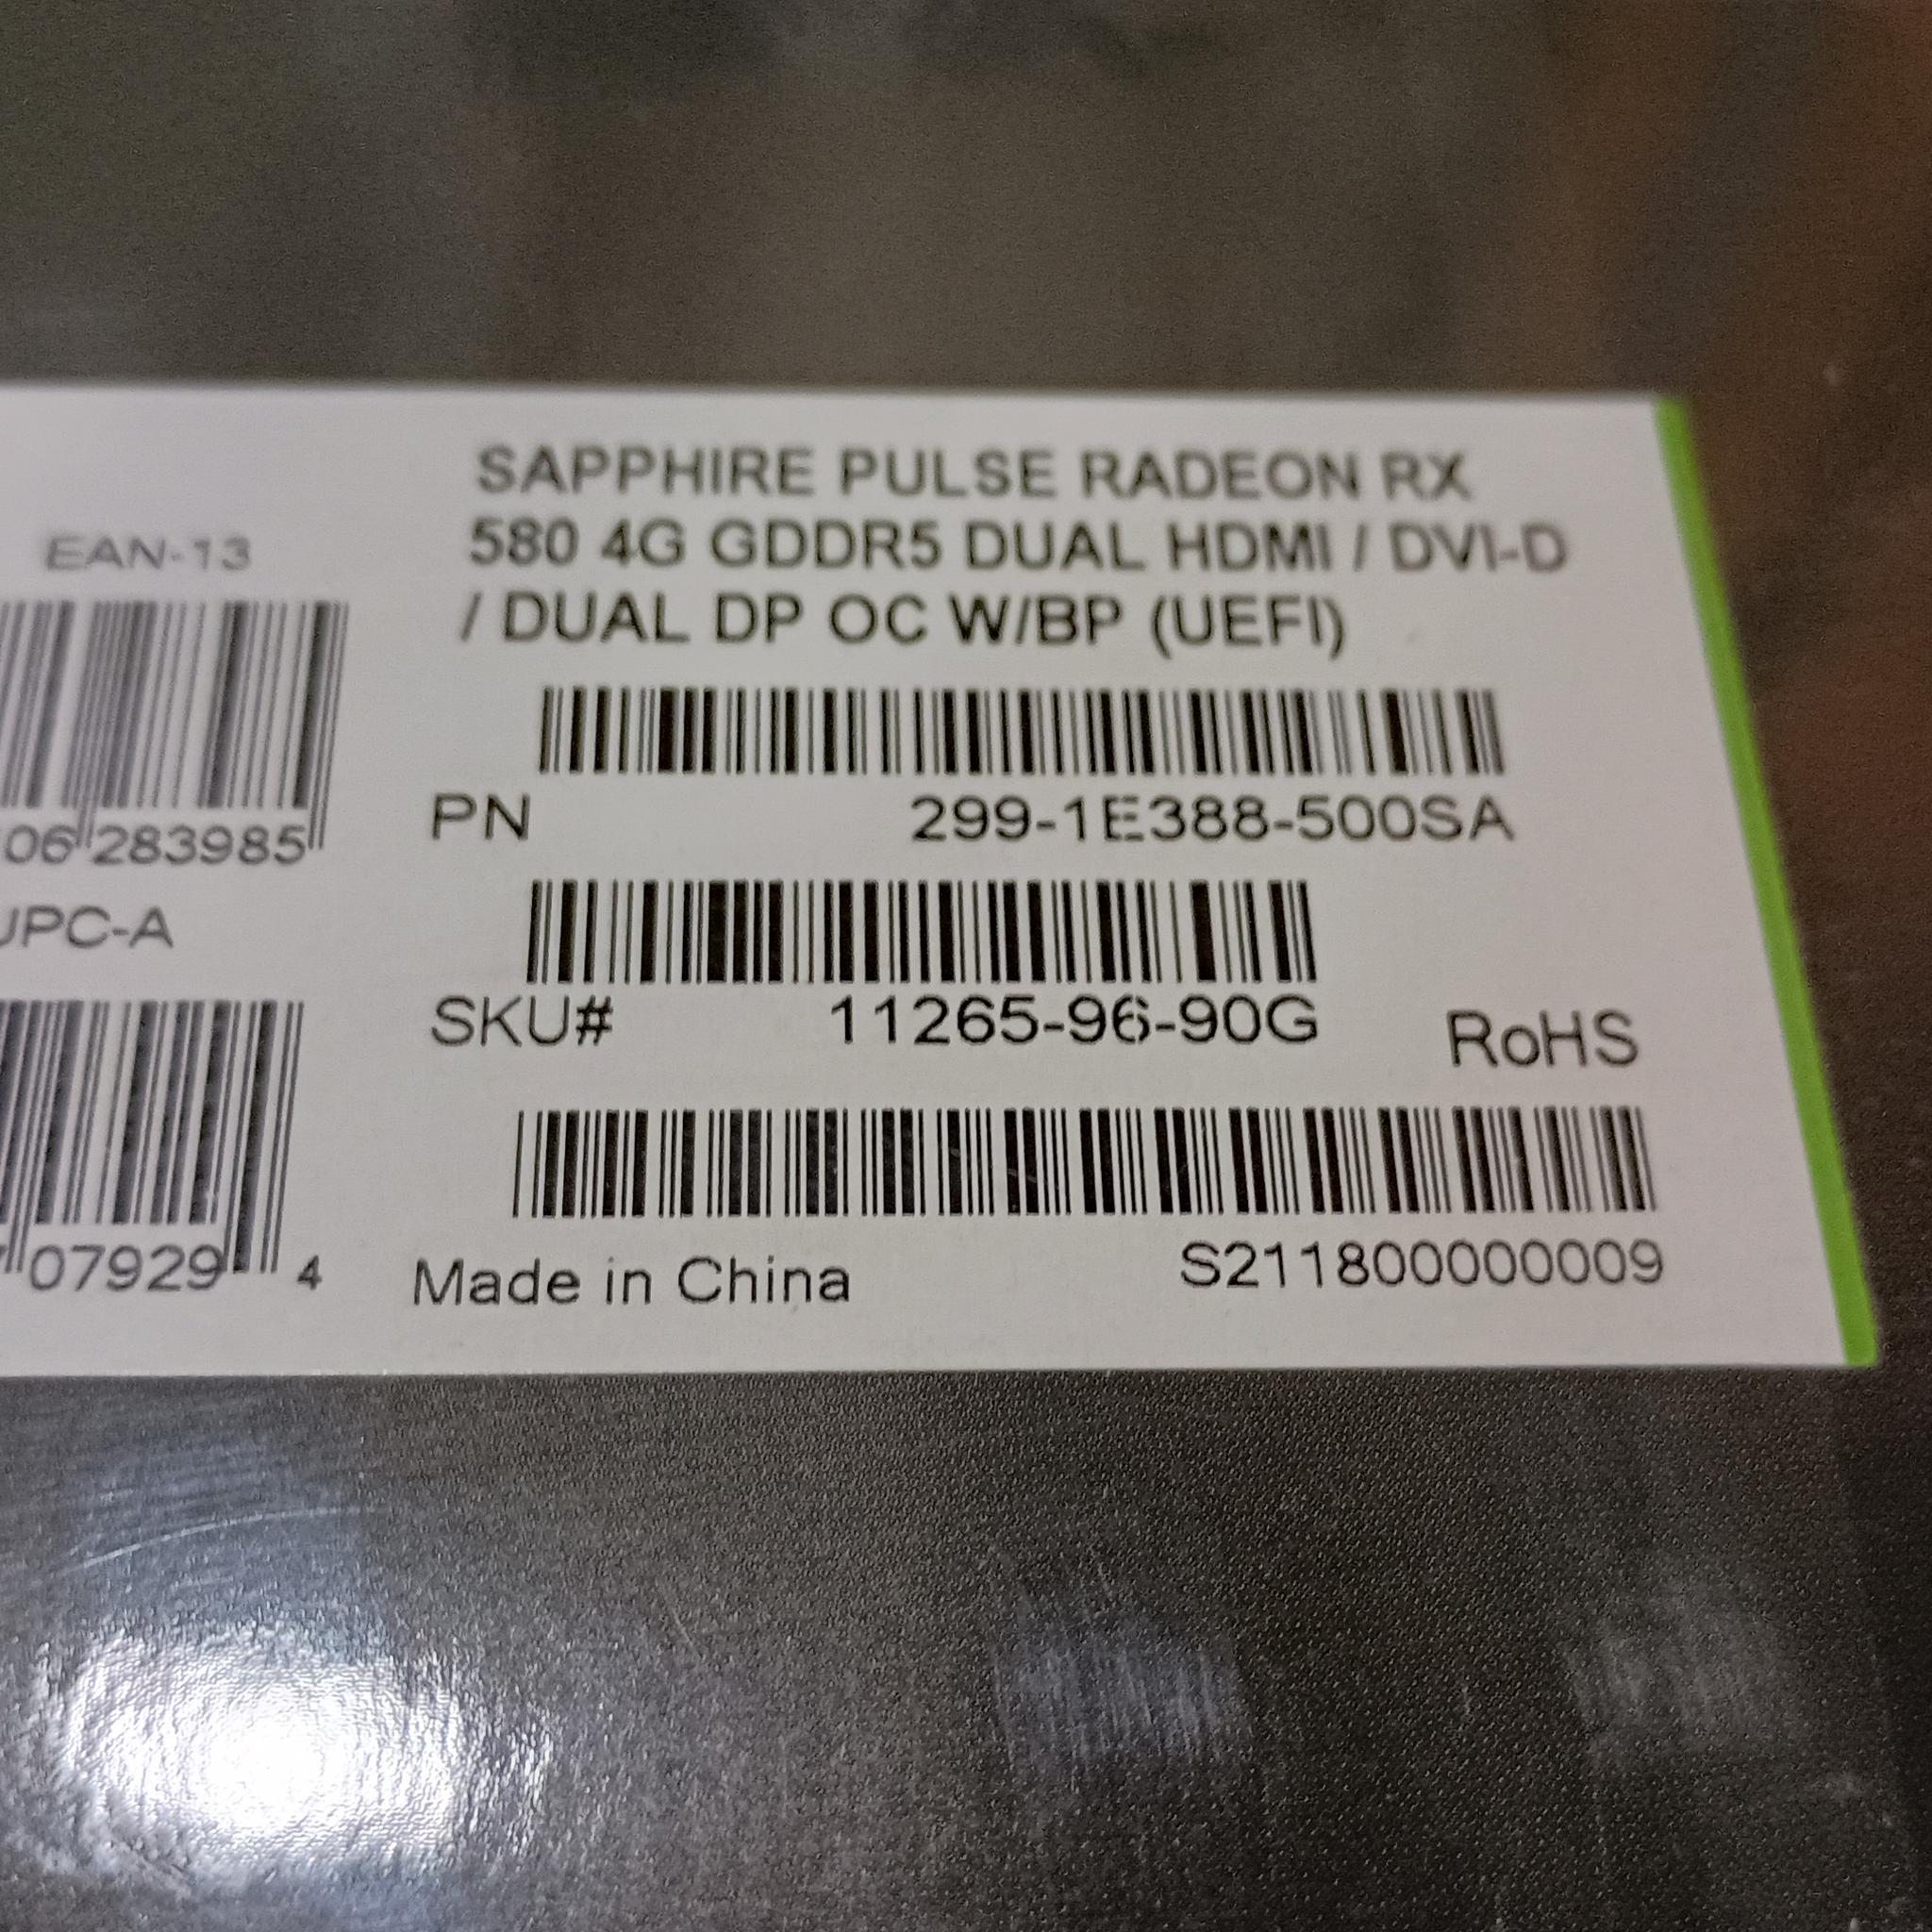 SAPPHIRE PULSE RADEON RX
580 4G GDDR5 DUAL HDMI / DVI-D
/ DUAL DP OC W/BP (UEFI)
EAN-13
06 283985
PN 299-1E388-500SA
UPC-A
SKU# 11265-96-90G RoHS
07929 4
Made in China S211800000009